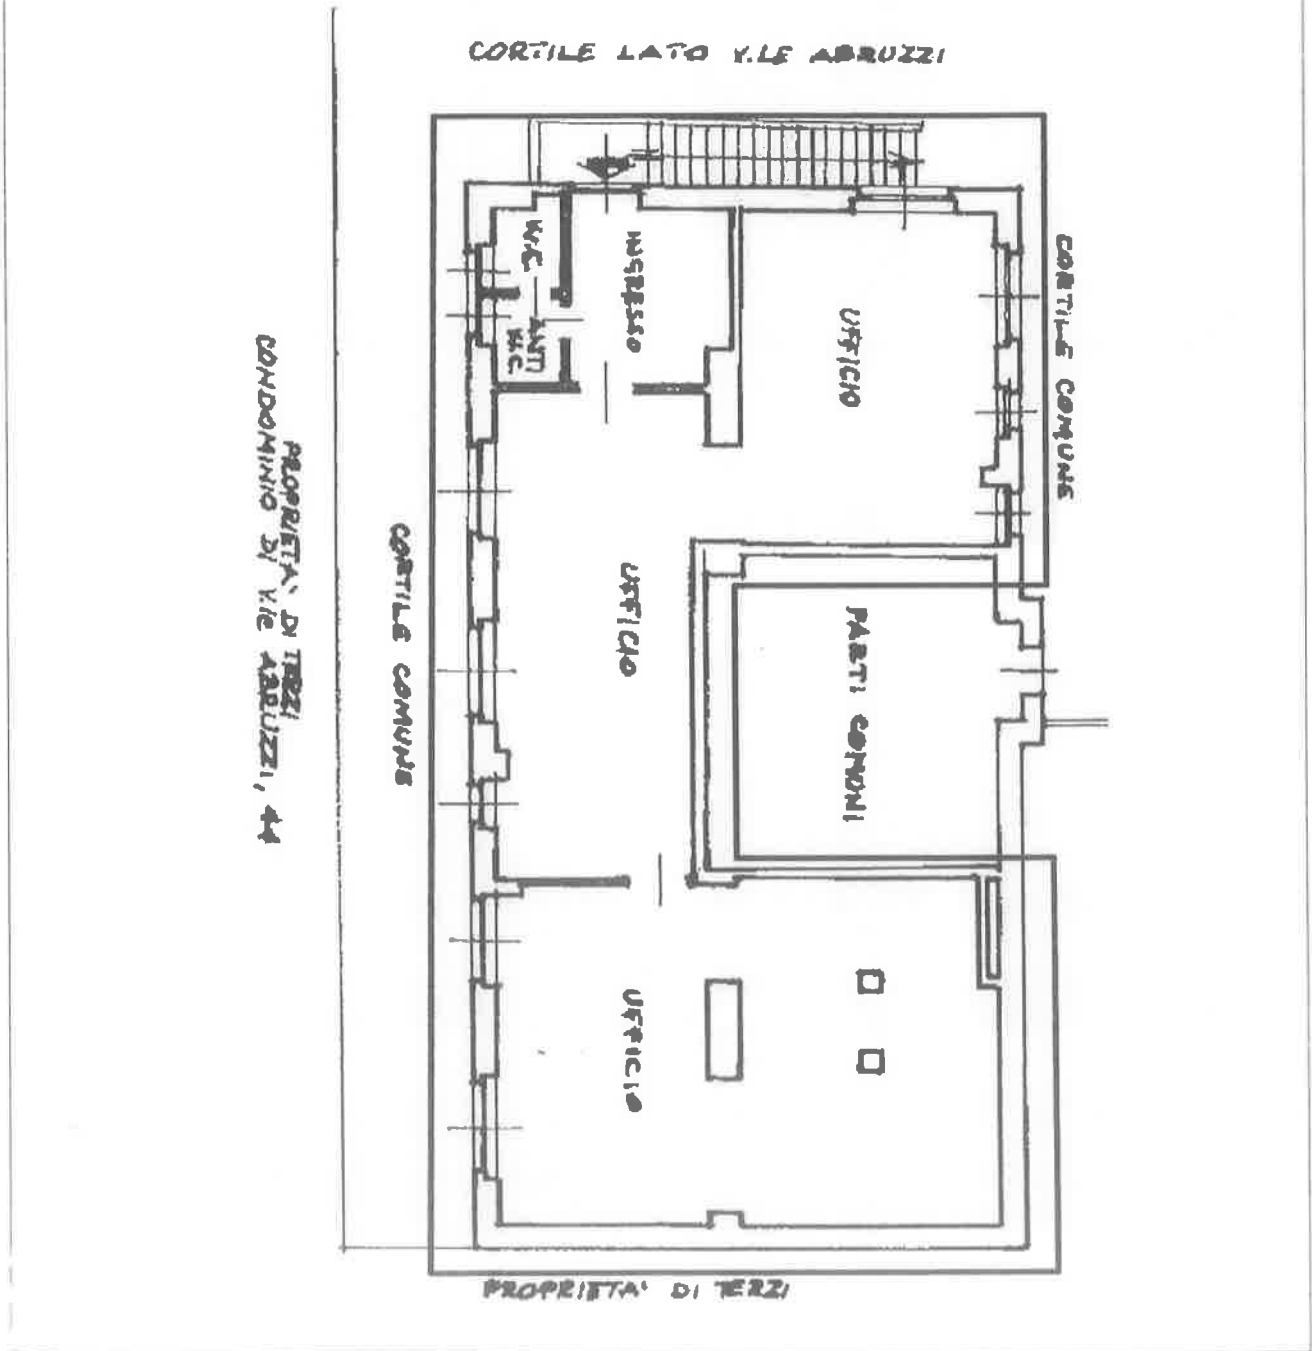 CORTILE LATO V.LE ABRUZZI
CORTILE COMUNE
W.C.
ANTI
W.C.
INGRESSO
UFFICIO
UFFICIO
PARTI COMUNI
CORTILE COMUNE
PROPRIETA' DI TERZI
CONDOMINIO DI V.le ABRUZZI, 44
UFFICIO
PROPRIETA' DI TERZI